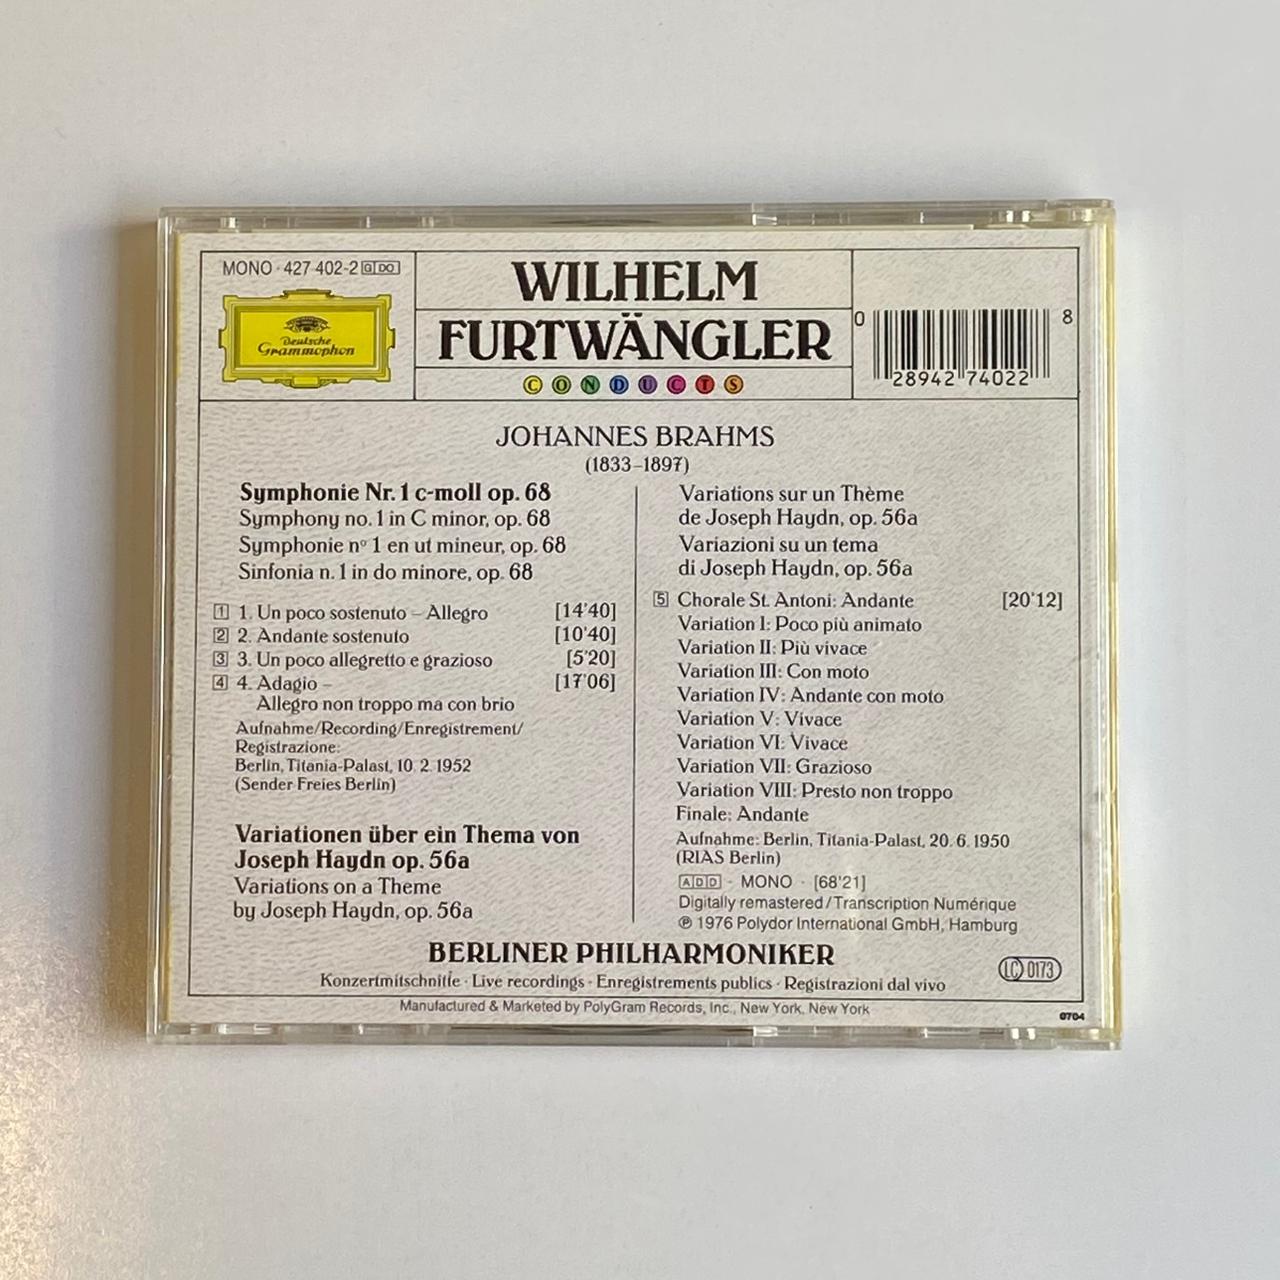 MONO · 427 402-2 G DO
Deutsche
Grammophon
WILHELM
FURTWÄNGLER
CONDUCTS
0 28942 74022 8
JOHANNES BRAHMS
(1833-1897)
Symphonie Nr. 1 c-moll op. 68
Symphony no. 1 in C minor, op. 68
Symphonie nº 1 en ut mineur, op. 68
Sinfonia n. 1 in do minore, op. 68
1 1. Un poco sostenuto – Allegro [14'40]
2 2. Andante sostenuto [10'40]
3 3. Un poco allegretto e grazioso [5'20]
4 4. Adagio – [17'06]
Allegro non troppo ma con brio
Aufnahme/Recording/Enregistrement/
Registrazione:
Berlin, Titania-Palast, 10. 2. 1952
(Sender Freies Berlin)
Variationen über ein Thema von
Joseph Haydn op. 56a
Variations on a Theme
by Joseph Haydn, op. 56a
Variations sur un Thème
de Joseph Haydn, op. 56a
Variazioni su un tema
di Joseph Haydn, op. 56a
5 Chorale St. Antoni: Andante [20'12]
Variation I: Poco più animato
Variation II: Più vivace
Variation III: Con moto
Variation IV: Andante con moto
Variation V: Vivace
Variation VI: Vivace
Variation VII: Grazioso
Variation VIII: Presto non troppo
Finale: Andante
Aufnahme: Berlin, Titania-Palast, 20. 6. 1950
(RIAS Berlin)
ADD · MONO · [68'21]
Digitally remastered / Transcription Numérique
℗ 1976 Polydor International GmbH, Hamburg
BERLINER PHILHARMONIKER
Konzertmitschnitte · Live recordings · Enregistrements publics · Registrazioni dal vivo
LC 0173
Manufactured & Marketed by PolyGram Records, Inc., New York, New York
0704